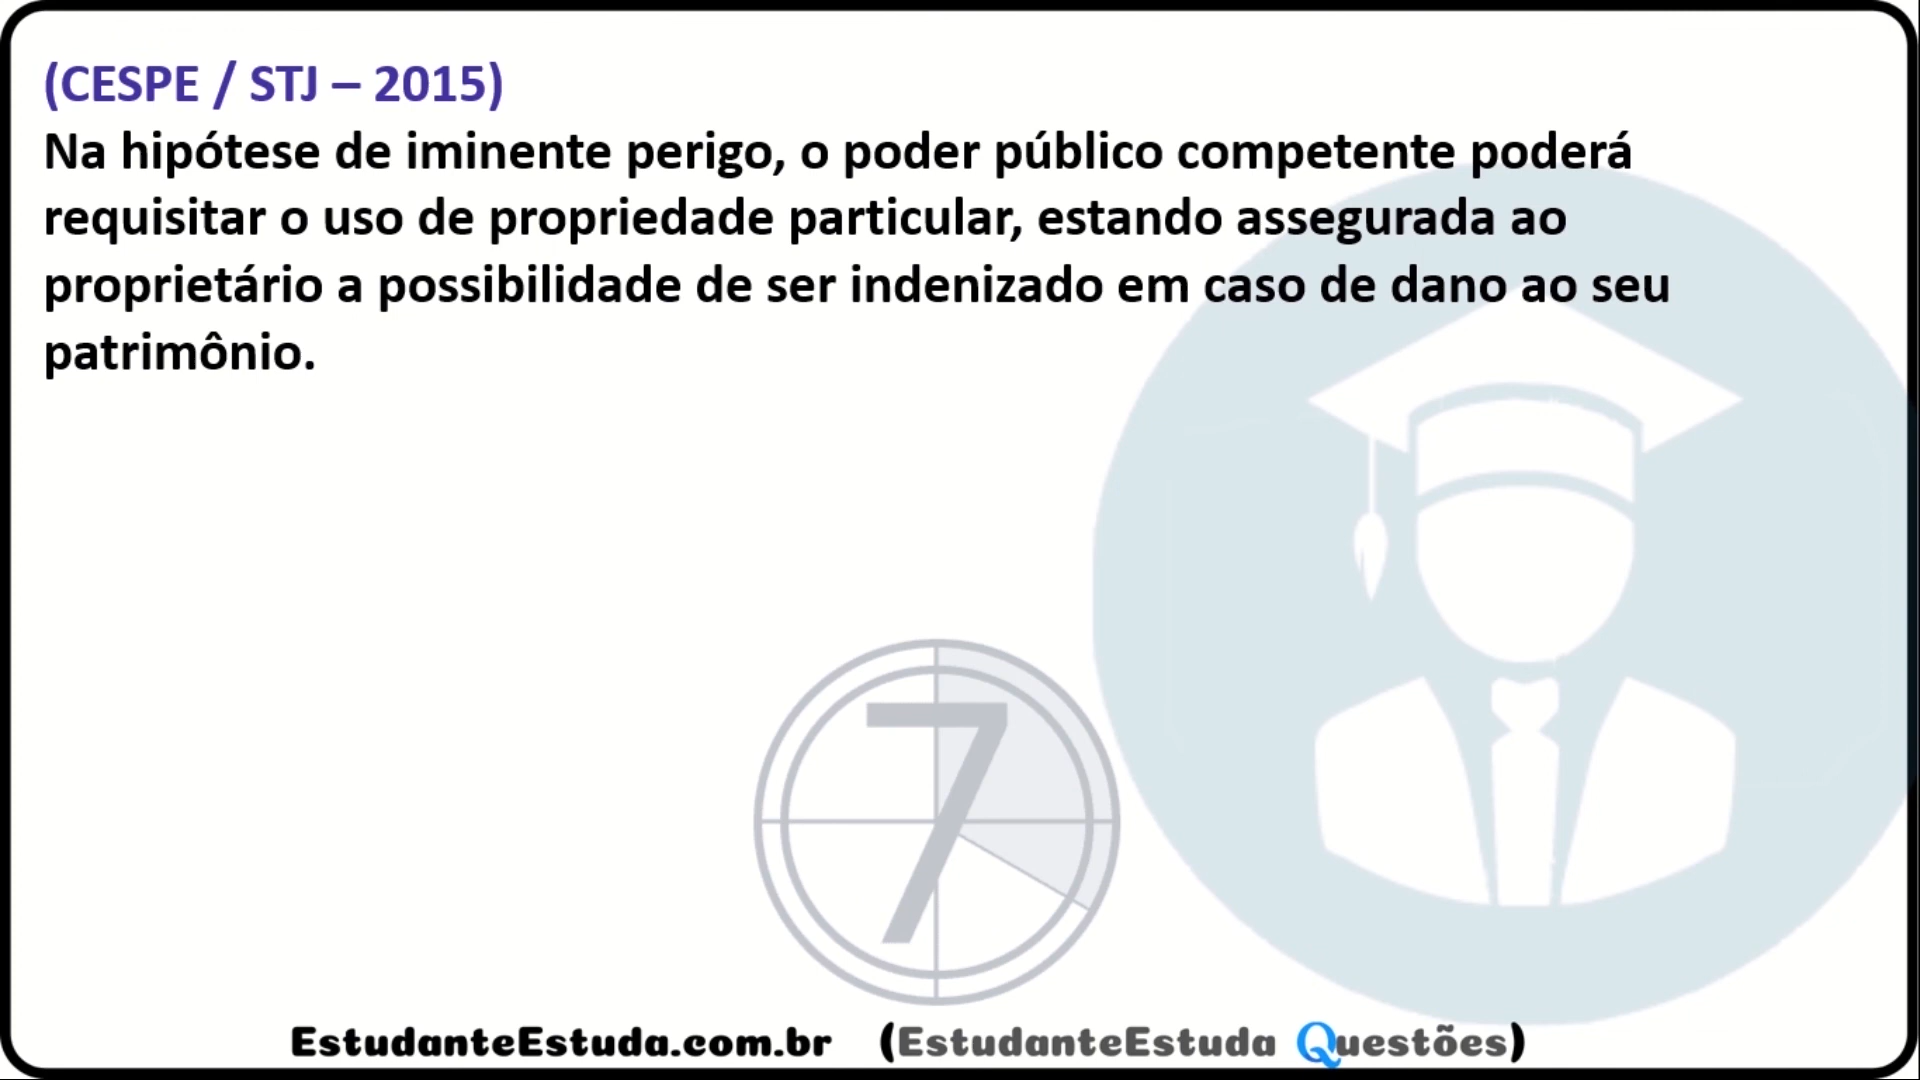 (CESPE / STJ – 2015)
Na hipótese de iminente perigo, o poder público competente poderá
requisitar o uso de propriedade particular, estando assegurada ao
proprietário a possibilidade de ser indenizado em caso de dano ao seu
patrimônio.
7
EstudanteEstuda.com.br (EstudanteEstuda Questões)